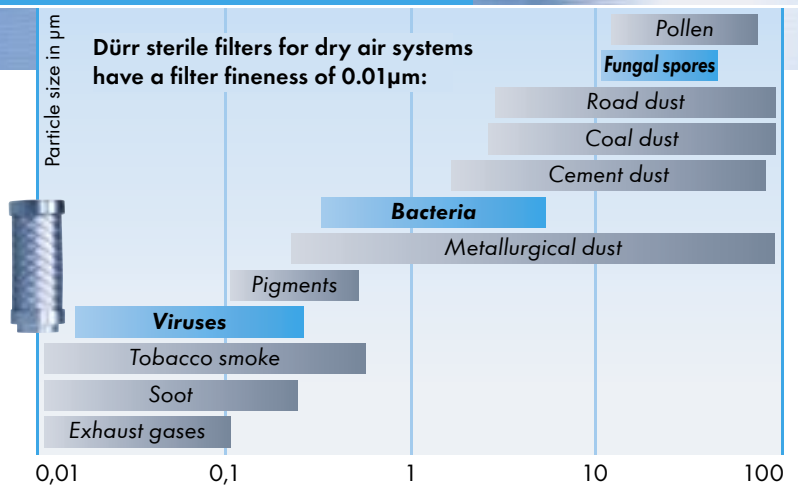 Particle size in µm
Dürr sterile filters for dry air systems
have a filter fineness of 0.01µm:
Pollen
Fungal spores
Road dust
Coal dust
Cement dust
Bacteria
Metallurgical dust
Pigments
Viruses
Tobacco smoke
Soot
Exhaust gases
0,01 0,1 1 10 100